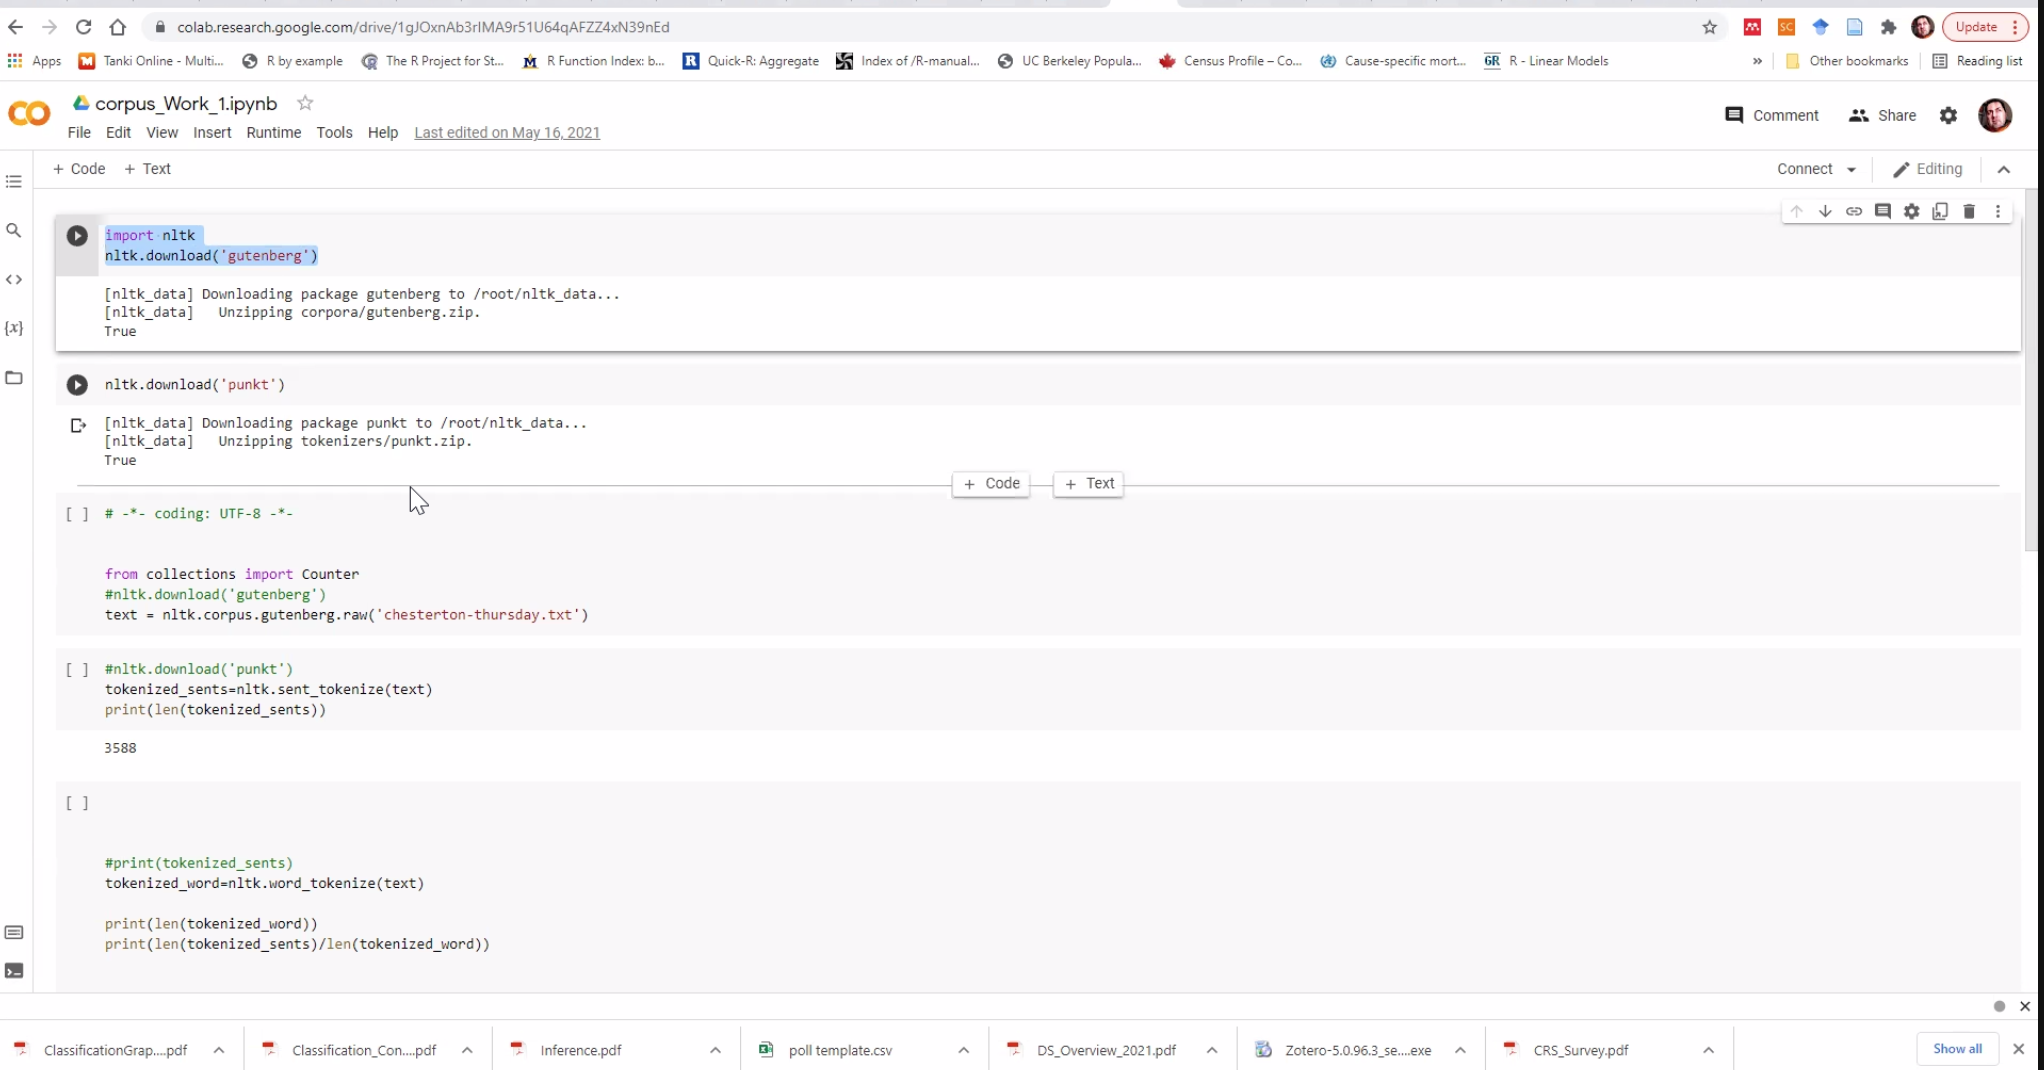 colab.research.google.com/drive/1gJOxnAb3rIMA9r51U64qAFZZ4xN39nEd
SC
Update
Apps
Tanki Online - Multi...
R by example
The R Project for St...
R Function Index: b...
Quick-R: Aggregate
Index of /R-manual...
UC Berkeley Popula...
Census Profile – Co...
Cause-specific mort...
R - Linear Models
»
Other bookmarks
Reading list
corpus_Work_1.ipynb
File Edit View Insert Runtime Tools Help Last edited on May 16, 2021
Comment
Share
+ Code + Text
Connect
Editing
import nltk
nltk.download('gutenberg')
[nltk_data] Downloading package gutenberg to /root/nltk_data...
[nltk_data]   Unzipping corpora/gutenberg.zip.
True
nltk.download('punkt')
[nltk_data] Downloading package punkt to /root/nltk_data...
[nltk_data]   Unzipping tokenizers/punkt.zip.
True
+ Code + Text
[ ] # -*- coding: UTF-8 -*-
from collections import Counter
#nltk.download('gutenberg')
text = nltk.corpus.gutenberg.raw('chesterton-thursday.txt')
[ ] #nltk.download('punkt')
tokenized_sents=nltk.sent_tokenize(text)
print(len(tokenized_sents))
3588
[ ]
#print(tokenized_sents)
tokenized_word=nltk.word_tokenize(text)
print(len(tokenized_word))
print(len(tokenized_sents)/len(tokenized_word))
ClassificationGrap....pdf
Classification_Con....pdf
Inference.pdf
poll template.csv
DS_Overview_2021.pdf
Zotero-5.0.96.3_se....exe
CRS_Survey.pdf
Show all